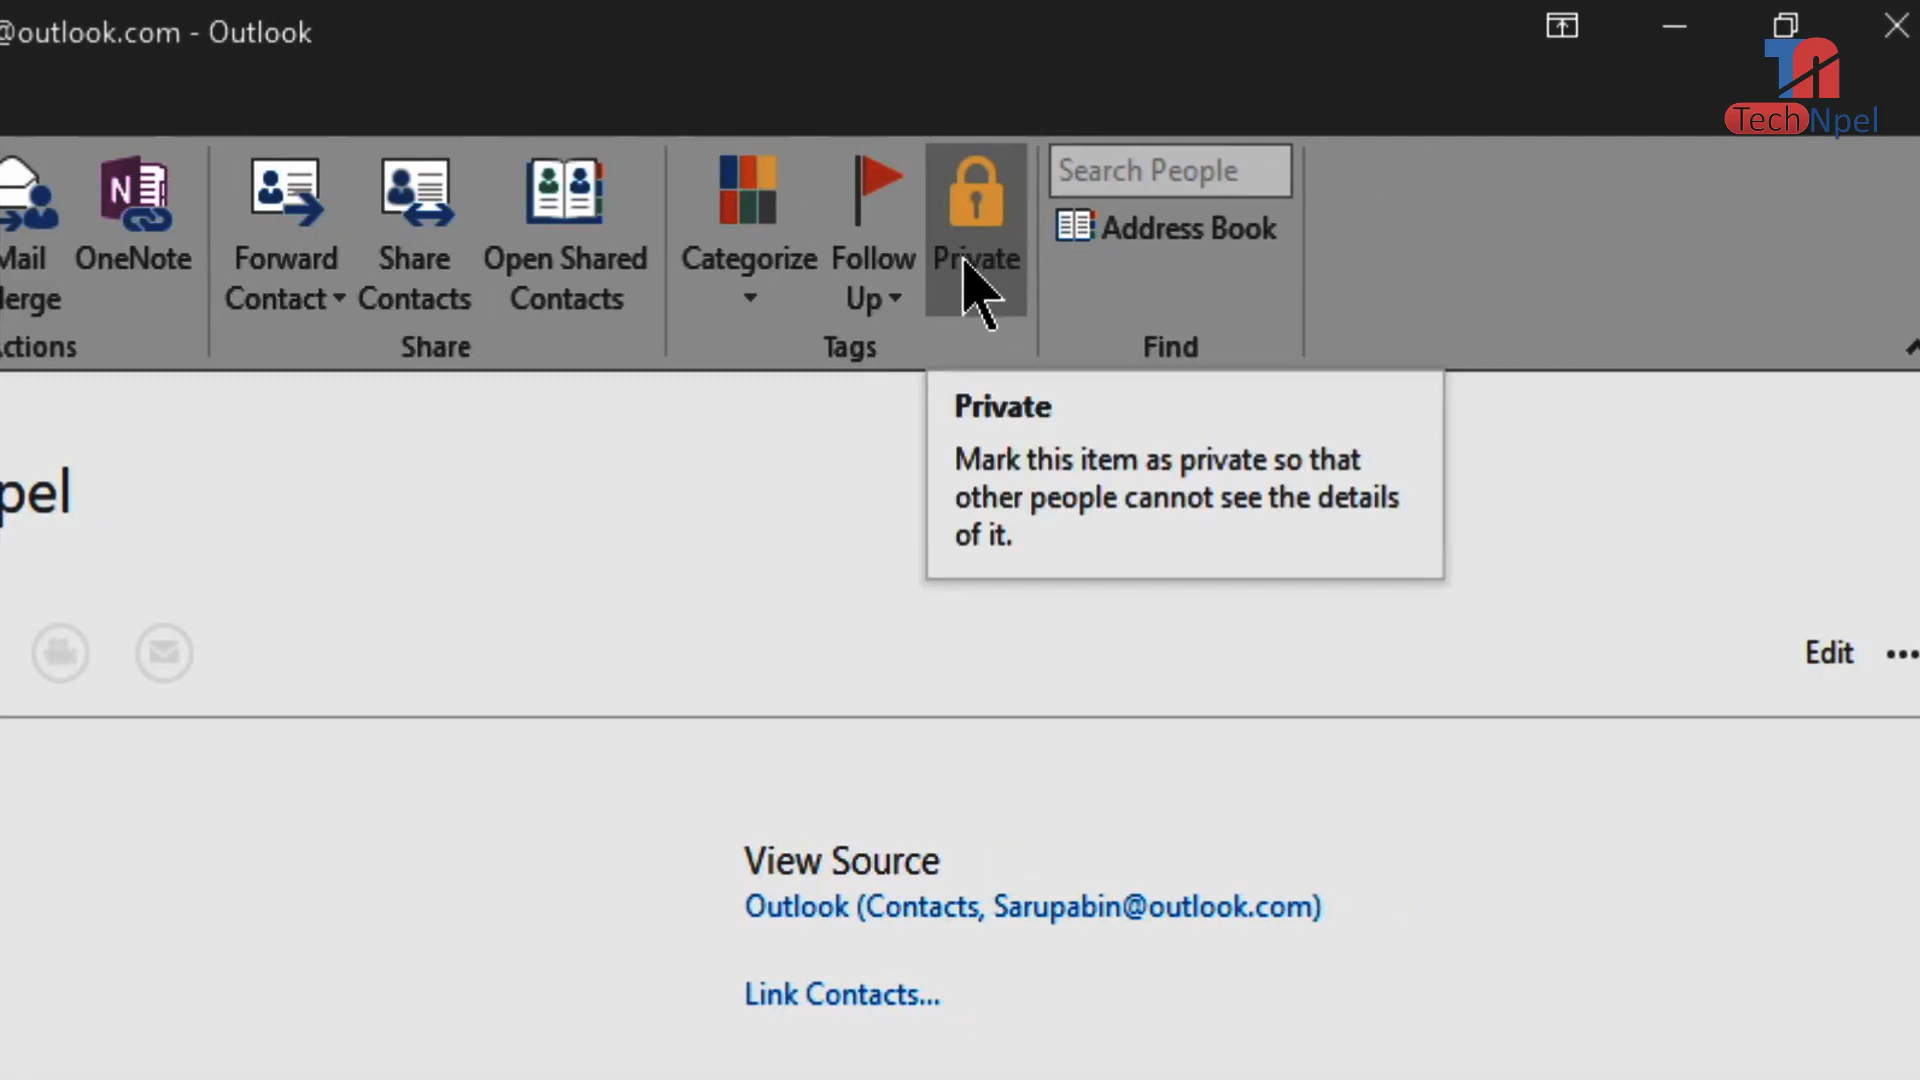 @outlook.com - Outlook
Tech Npel
Mail
Merge
OneNote
Forward
Contact
Share
Contacts
Open Shared
Contacts
Categorize
Follow
Up
Private
Search People
Address Book
Actions
Share
Tags
Find
Private
Mark this item as private so that
other people cannot see the details
of it.
pel
Edit
View Source
Outlook (Contacts, Sarupabin@outlook.com)
Link Contacts...